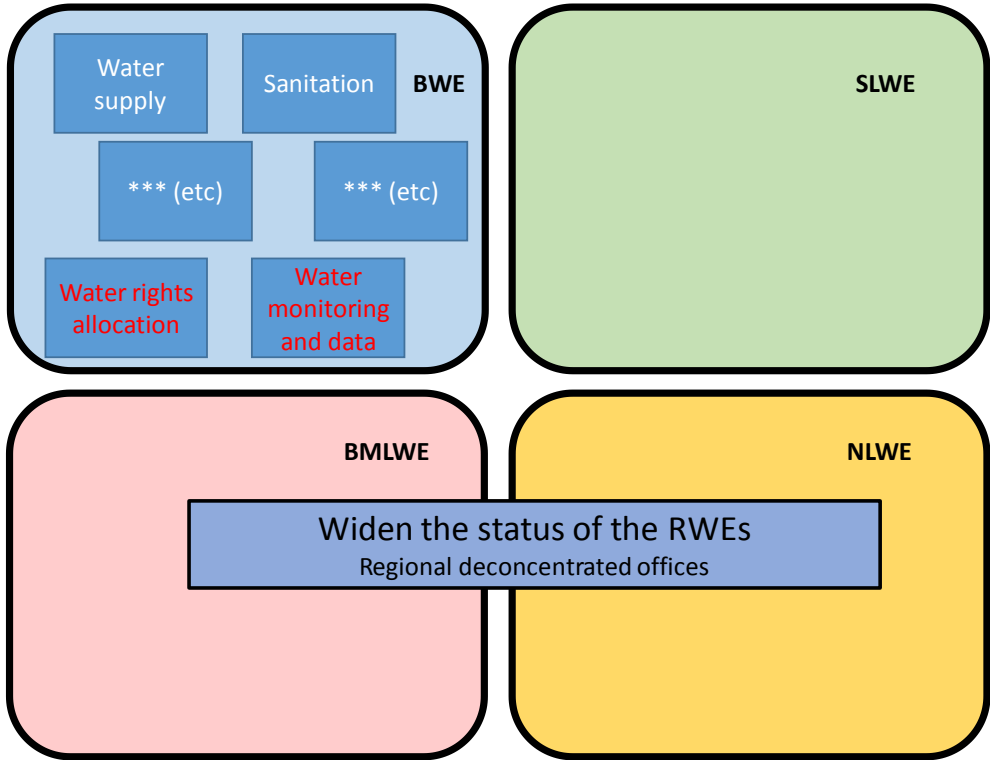 Water
supply
Sanitation
BWE
*** (etc)
*** (etc)
Water rights
allocation
Water
monitoring
and data
SLWE
BMLWE
NLWE
Widen the status of the RWEs
Regional deconcentrated offices